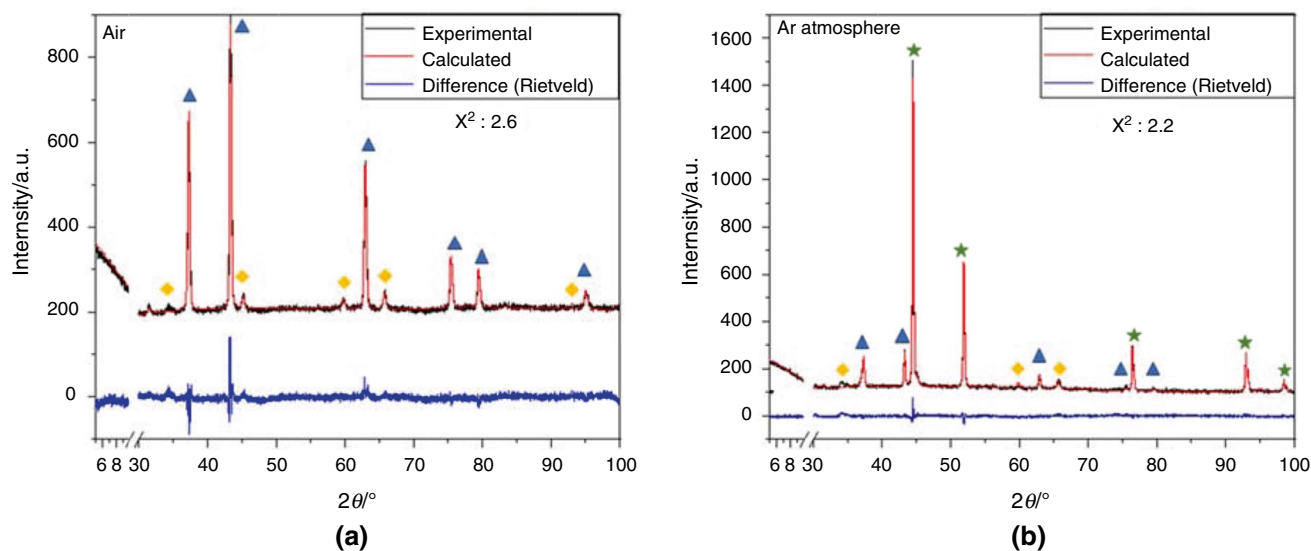 Air
Experimental
Calculated
Difference (Rietveld)
X² : 2.6
Internsity/a.u.
800
600
400
200
0
6 8 30 40 50 60 70 80 90 100
2θ/°
(a)
Ar atmosphere
Experimental
Calculated
Difference (Rietveld)
X² : 2.2
Internsity/a.u.
1600
1400
1200
1000
800
600
400
200
0
6 8 30 40 50 60 70 80 90 100
2θ/°
(b)